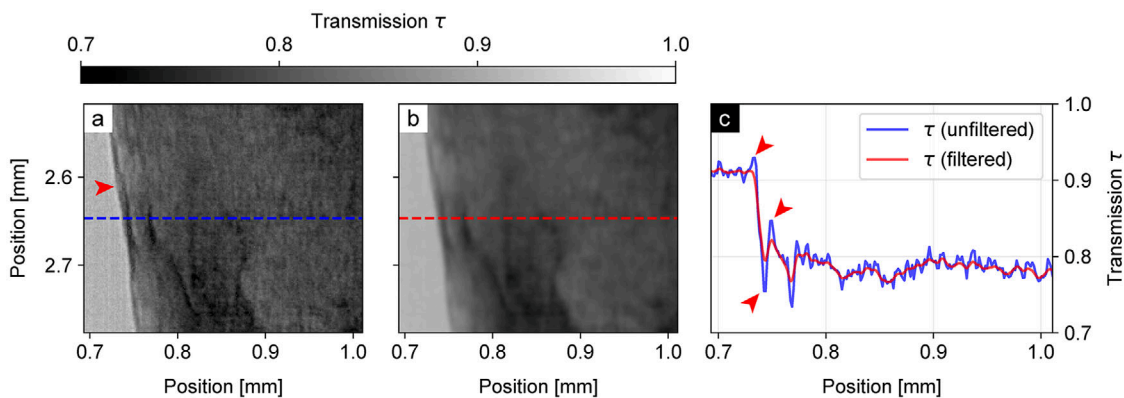 Transmission τ
0.7 0.8 0.9 1.0
a b c
τ (unfiltered)
τ (filtered)
Position [mm]
2.6
2.7
0.7 0.8 0.9 1.0
Position [mm]
0.7 0.8 0.9 1.0
Position [mm]
0.7 0.8 0.9 1.0
Position [mm]
1.0
0.9
0.8
0.7
Transmission τ